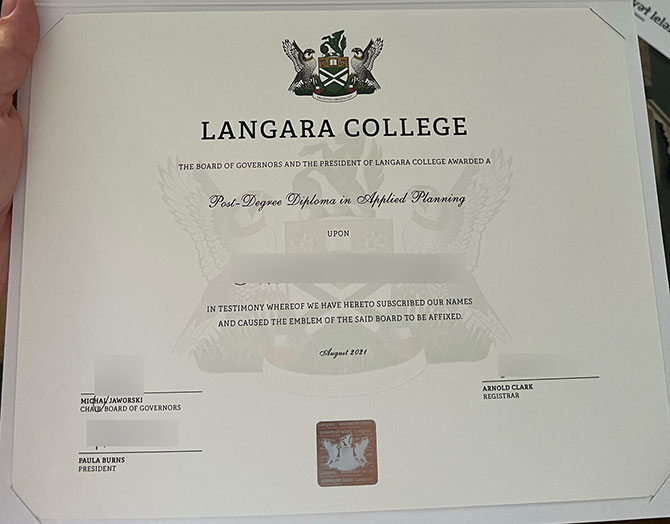 LANGARA COLLEGE
THE BOARD OF GOVERNORS AND THE PRESIDENT OF LANGARA COLLEGE AWARDED A
Post-Degree Diploma in Applied Planning
UPON
IN TESTIMONY WHEREOF WE HAVE HERETO SUBSCRIBED OUR NAMES
AND CAUSED THE EMBLEM OF THE SAID BOARD TO BE AFFIXED.
August 2021
MICHAL JAWORSKI
CHAIR BOARD OF GOVERNORS
ARNOLD CLARK
REGISTRAR
PAULA BURNS
PRESIDENT